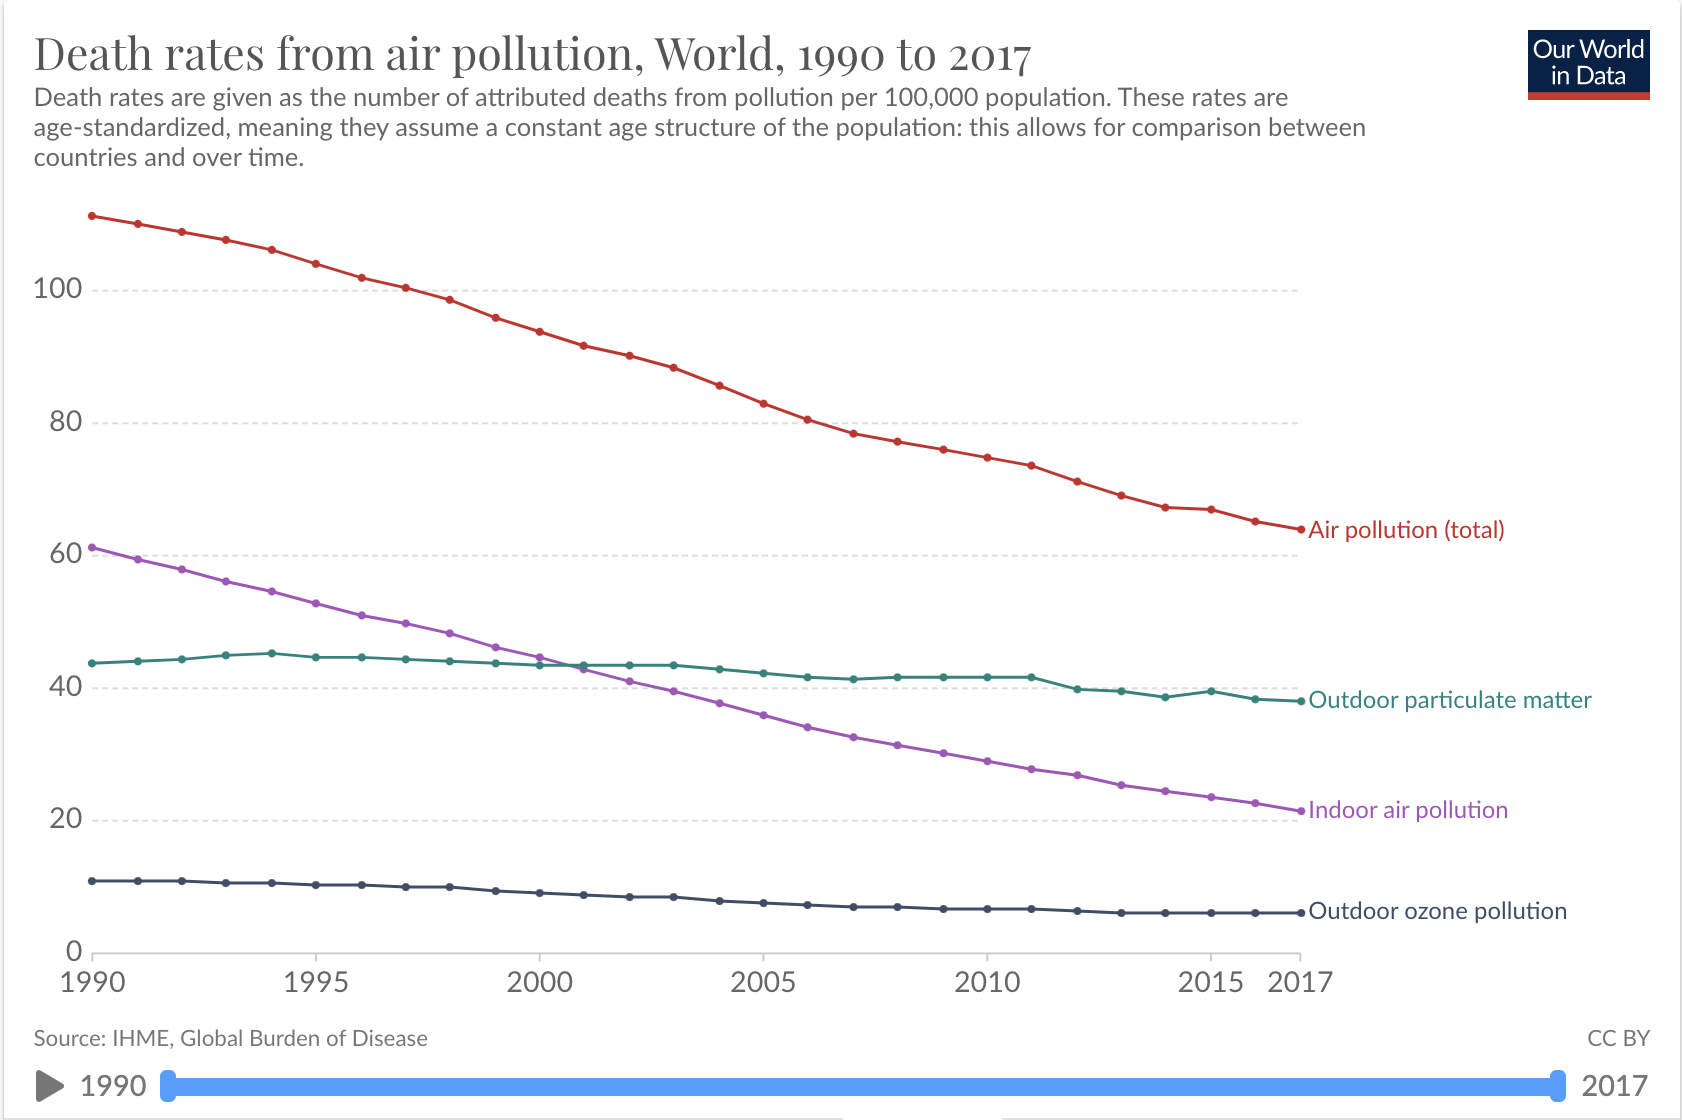 Death rates from air pollution, World, 1990 to 2017
Our World
in Data
Death rates are given as the number of attributed deaths from pollution per 100,000 population. These rates are
age-standardized, meaning they assume a constant age structure of the population: this allows for comparison between
countries and over time.
100
80
60
40
20
0
Air pollution (total)
Outdoor particulate matter
Indoor air pollution
Outdoor ozone pollution
1990 1995 2000 2005 2010 2015 2017
Source: IHME, Global Burden of Disease
CC BY
1990 2017